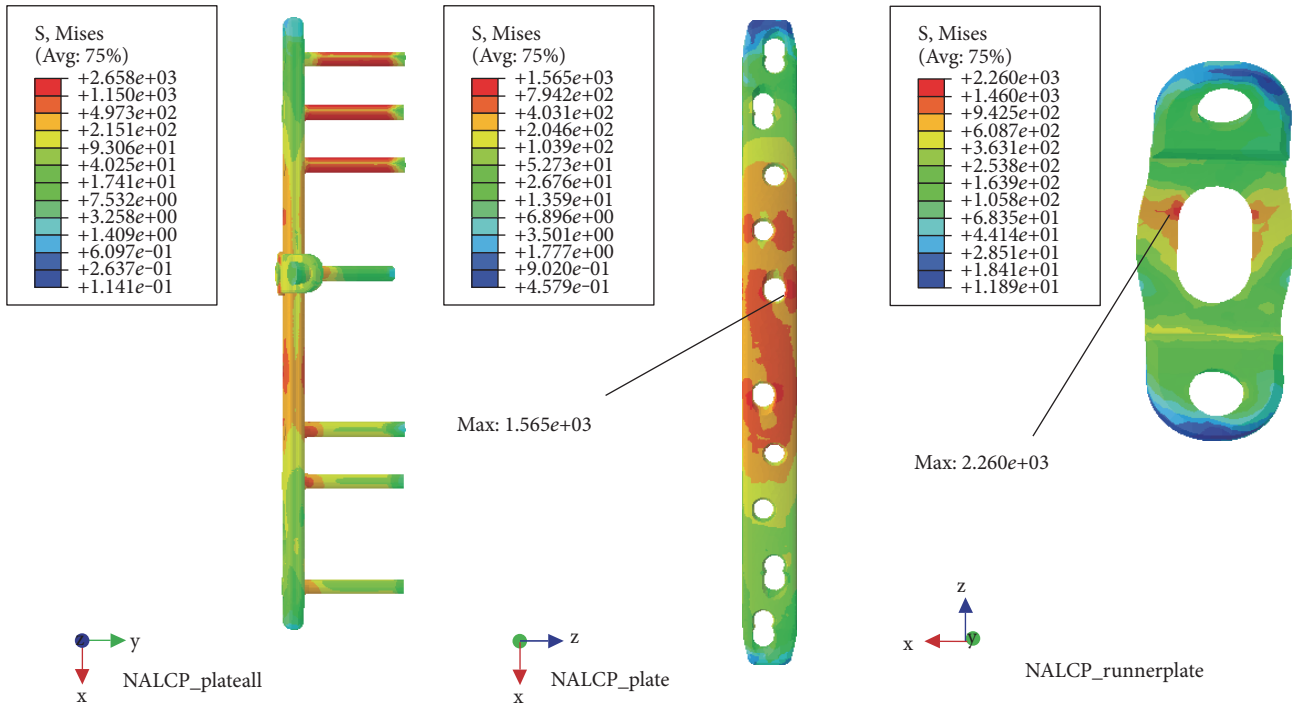 S, Mises
(Avg: 75%)
+2.658e+03
+1.150e+03
+4.973e+02
+2.151e+02
+9.306e+01
+4.025e+01
+1.741e+01
+7.532e+00
+3.258e+00
+1.409e+00
+6.097e−01
+2.637e−01
+1.141e−01
z
y
x
NALCP_plateall
S, Mises
(Avg: 75%)
+1.565e+03
+7.942e+02
+4.031e+02
+2.046e+02
+1.039e+02
+5.273e+01
+2.676e+01
+1.359e+01
+6.896e+00
+3.501e+00
+1.777e+00
+9.020e−01
+4.579e−01
Max: 1.565e+03
z
x
NALCP_plate
S, Mises
(Avg: 75%)
+2.260e+03
+1.460e+03
+9.425e+02
+6.087e+02
+3.631e+02
+2.538e+02
+1.639e+02
+1.058e+02
+6.835e+01
+4.414e+01
+2.851e+01
+1.841e+01
+1.189e+01
Max: 2.260e+03
z
x
y
NALCP_runnerplate